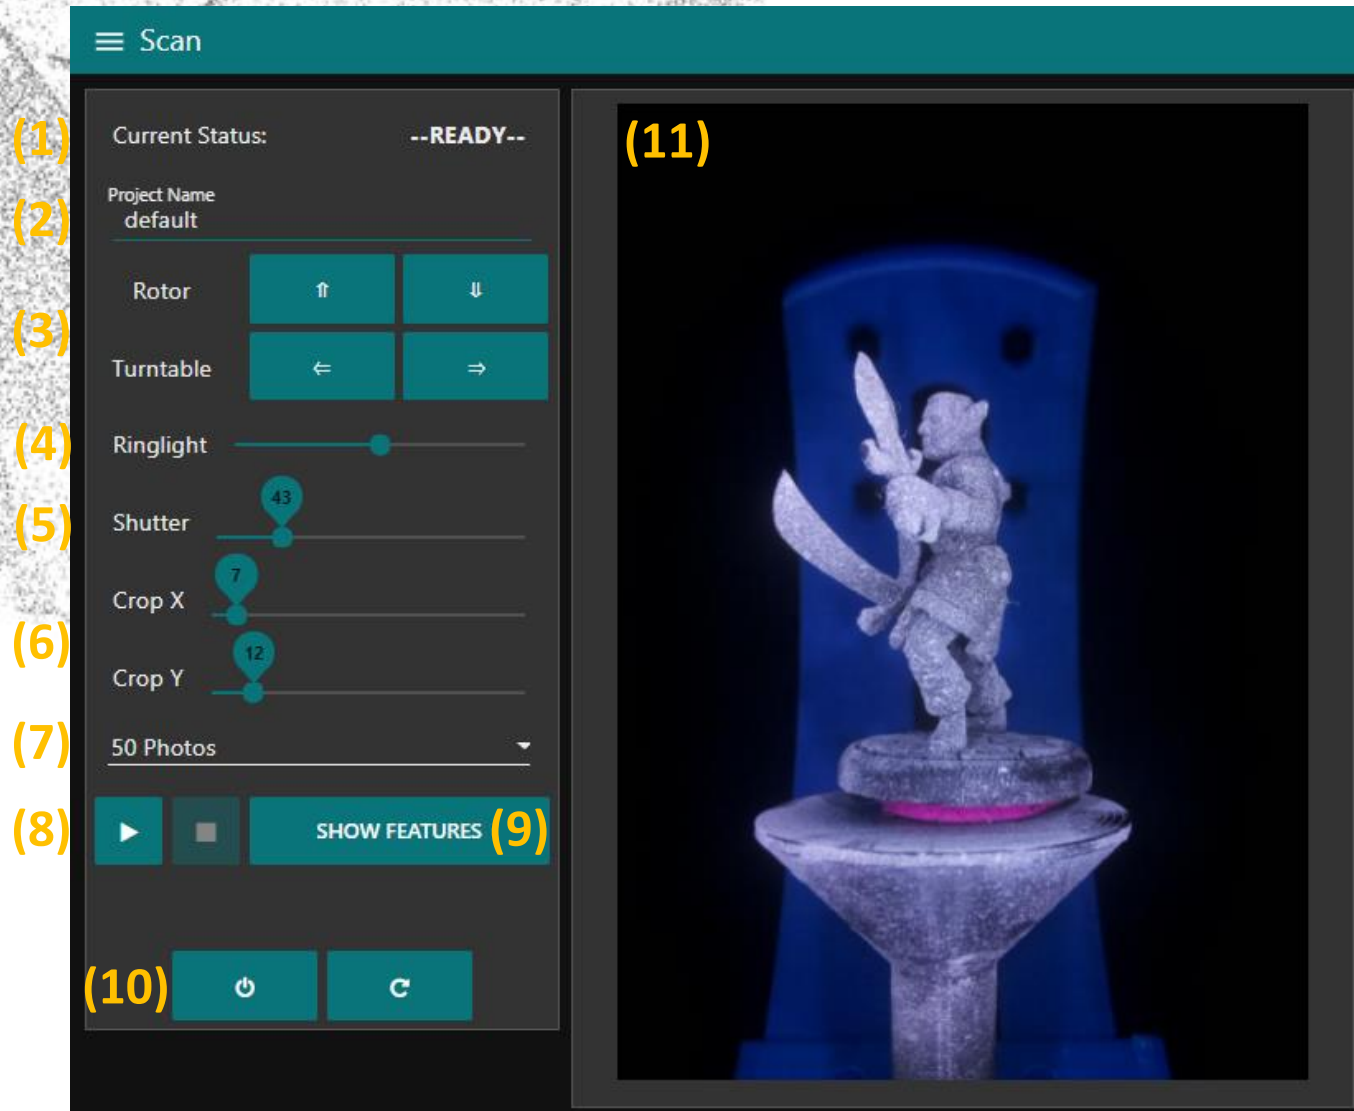 Scan
(1) Current Status: --READY--
(11)
Project Name
(2) default
Rotor ⇑ ⇓
(3)
Turntable ⇐ ⇒
(4) Ringlight
43
(5) Shutter
7
Crop X
(6)
12
Crop Y
(7) 50 Photos
(8) SHOW FEATURES (9)
(10)